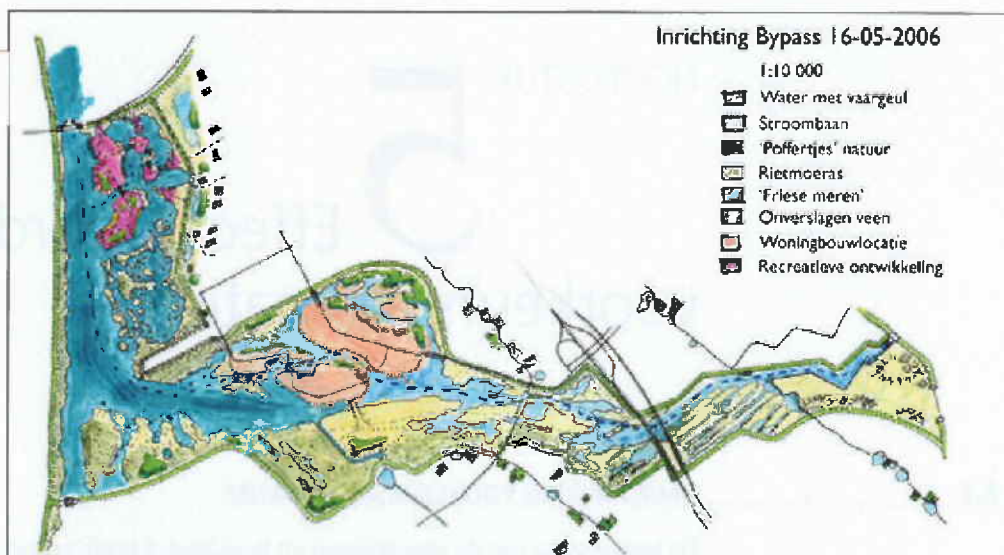 Inrichting Bypass 16-05-2006
1:10 000
Water met vaargeul
Stroombaan
'Poffertjes' natuur
Rietmoeras
'Friese meren'
Onverslagen veen
Woningbouwlocatie
Recreatieve ontwikkeling
5